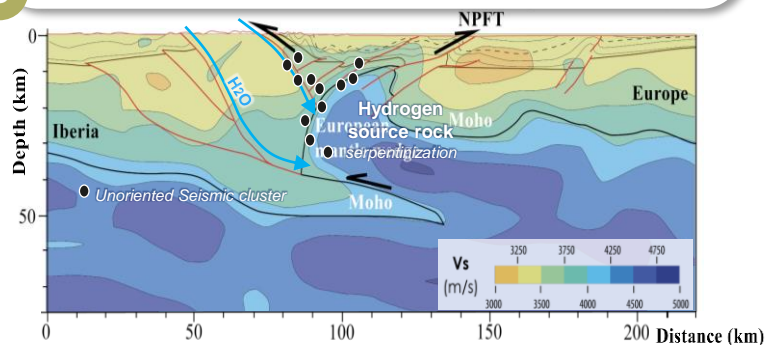 NPFT
0
50
Depth (km)
H2O
Iberia
Europe
Hydrogen
source rock
serpentinization
European
Moho
Unoriented Seismic cluster
Moho
Vs
(m/s)
3250 3750 4250 4750
3000 3500 4000 4500 5000
0 50 100 150 200 Distance (km)